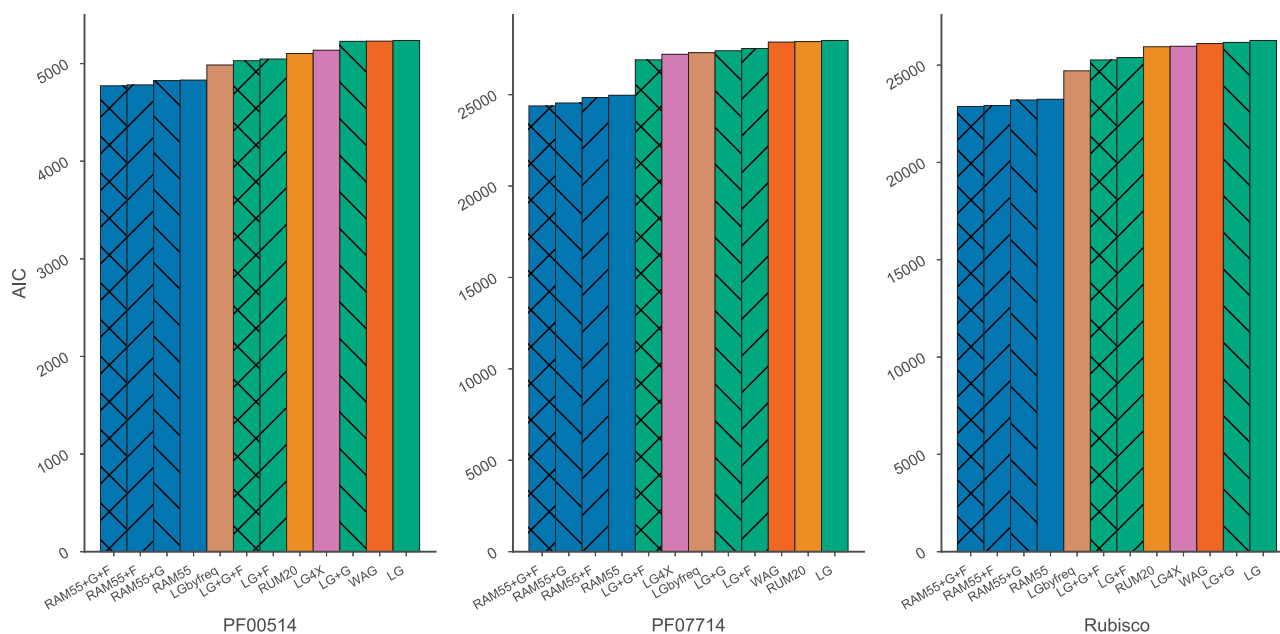 AIC
5000
4000
3000
2000
1000
0
RAM55+G+F
RAM55+F
RAM55+G
RAM55
LGbyfreq
LG+G+F
LG+F
RUM20
LG4X
LG+G
WAG
LG
PF00514
25000
20000
15000
10000
5000
0
RAM55+G+F
RAM55+G
RAM55+F
RAM55
LG+G+F
LG4X
LGbyfreq
LG+G
LG+F
WAG
RUM20
LG
PF07714
25000
20000
15000
10000
5000
0
RAM55+G+F
RAM55+F
RAM55+G
RAM55
LGbyfreq
LG+G+F
LG+F
RUM20
LG4X
WAG
LG+G
LG
Rubisco